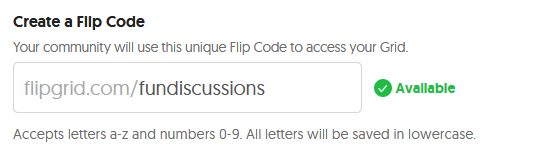 Create a Flip Code
Your community will use this unique Flip Code to access your Grid.
flipgrid.com/fundiscussions
Available
Accepts letters a-z and numbers 0-9. All letters will be saved in lowercase.